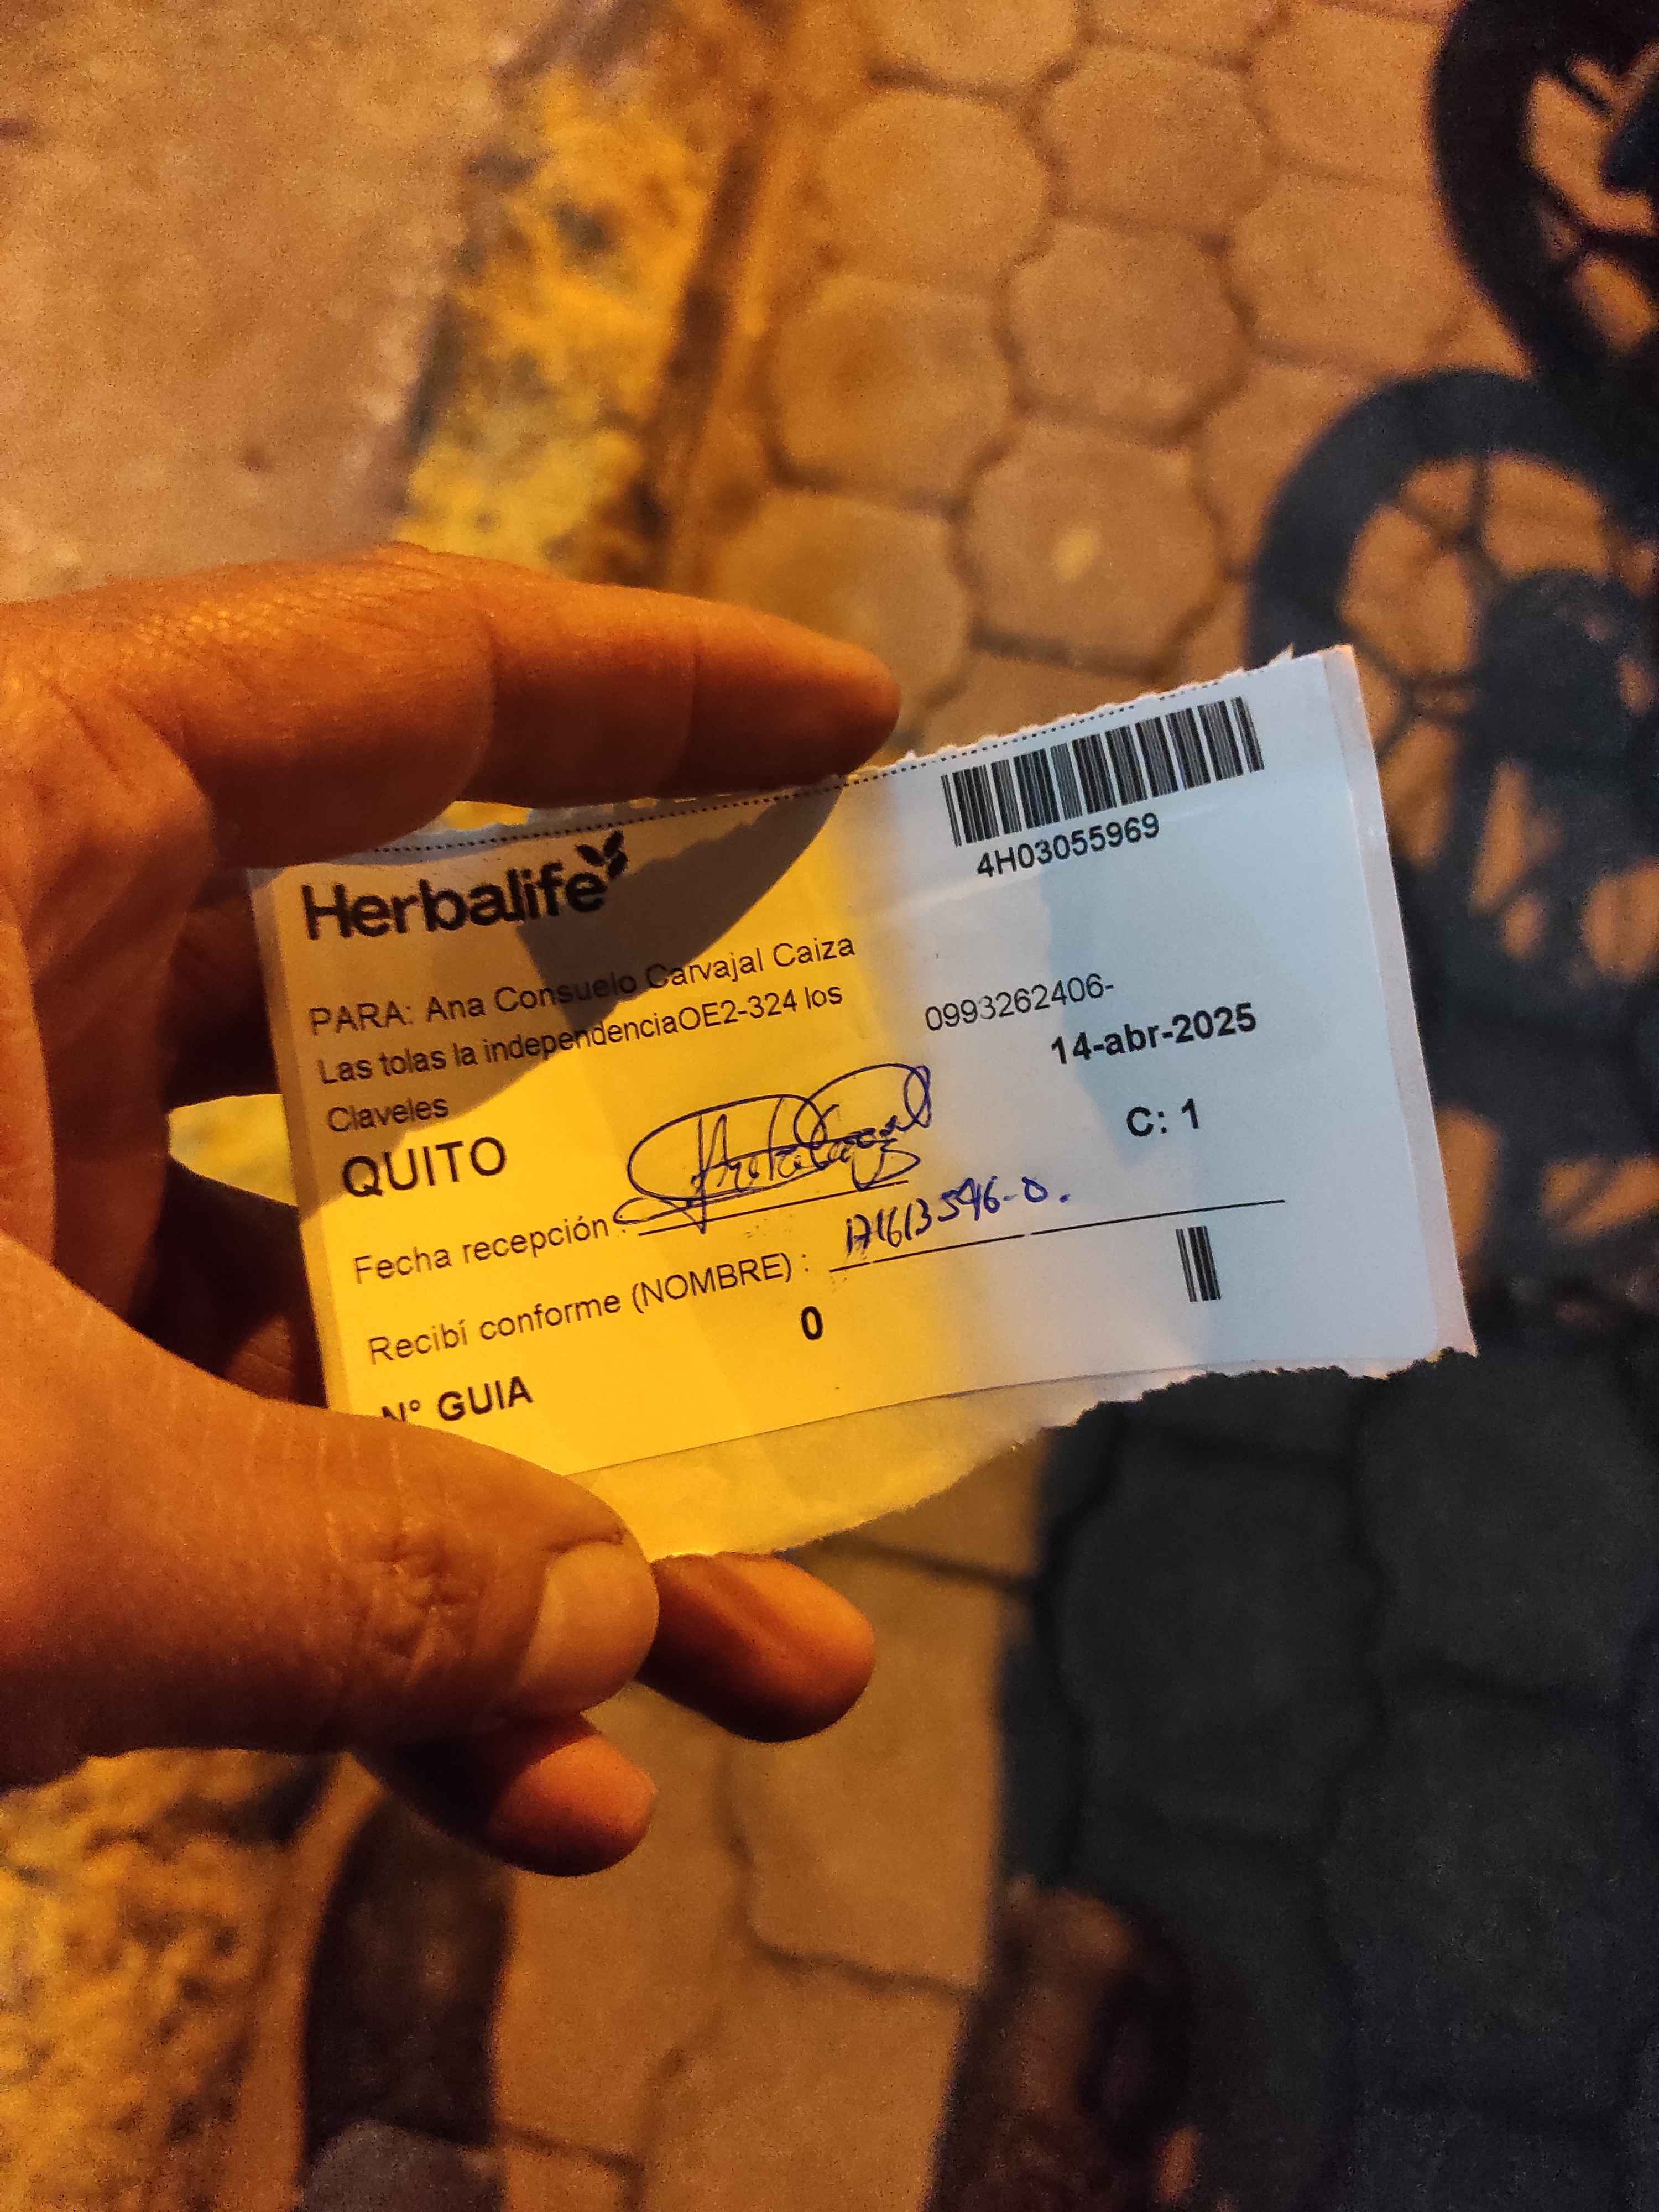 4H03055969
Herbalife
PARA: Ana Consuelo Carvajal Caiza
Las tolas la independenciaOE2-324 los
Claveles
0993262406-
14-abr-2025
QUITO
C: 1
Fecha recepción :
Recibí conforme (NOMBRE) : 171613546-0.
N° GUIA 0